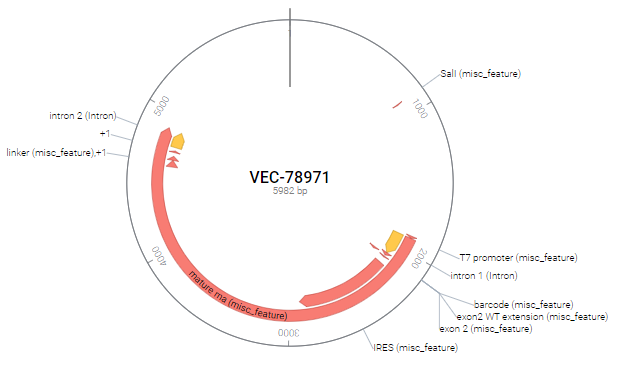 SalI (misc_feature)
1000
5000
intron 2 (Intron)
+1
linker (misc_feature),+1
VEC-78971
5982 bp
T7 promoter (misc_feature)
2000
intron 1 (Intron)
4000
mature rna (misc_feature)
barcode (misc_feature)
exon2 WT extension (misc_feature)
exon 2 (misc_feature)
3000
IRES (misc_feature)